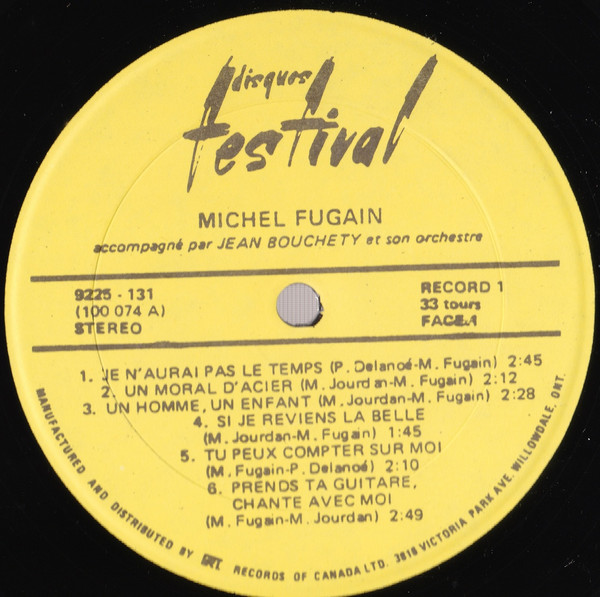 disques
festival
MICHEL FUGAIN
accompagné par JEAN BOUCHETY et son orchestre
9225 - 131
(100 074 A)
STEREO
RECORD 1
33 tours
FACE.1
1. JE N'AURAI PAS LE TEMPS (P. Delanoé-M. Fugain) 2:45
2. UN MORAL D'ACIER (M. Jourdan-M. Fugain) 2:12
3. UN HOMME, UN ENFANT (M. Jourdan-M. Fugain) 2:28
4. SI JE REVIENS LA BELLE
(M. Jourdan-M. Fugain) 1:45
5. TU PEUX COMPTER SUR MOI
(M. Fugain-P. Delanoé) 2:10
6. PRENDS TA GUITARE,
CHANTE AVEC MOI
(M. Fugain-M. Jourdan) 2:49
MANUFACTURED AND DISTRIBUTED BY GRT RECORDS OF CANADA LTD. 3816 VICTORIA PARK AVE. WILLOWDALE, ONT.